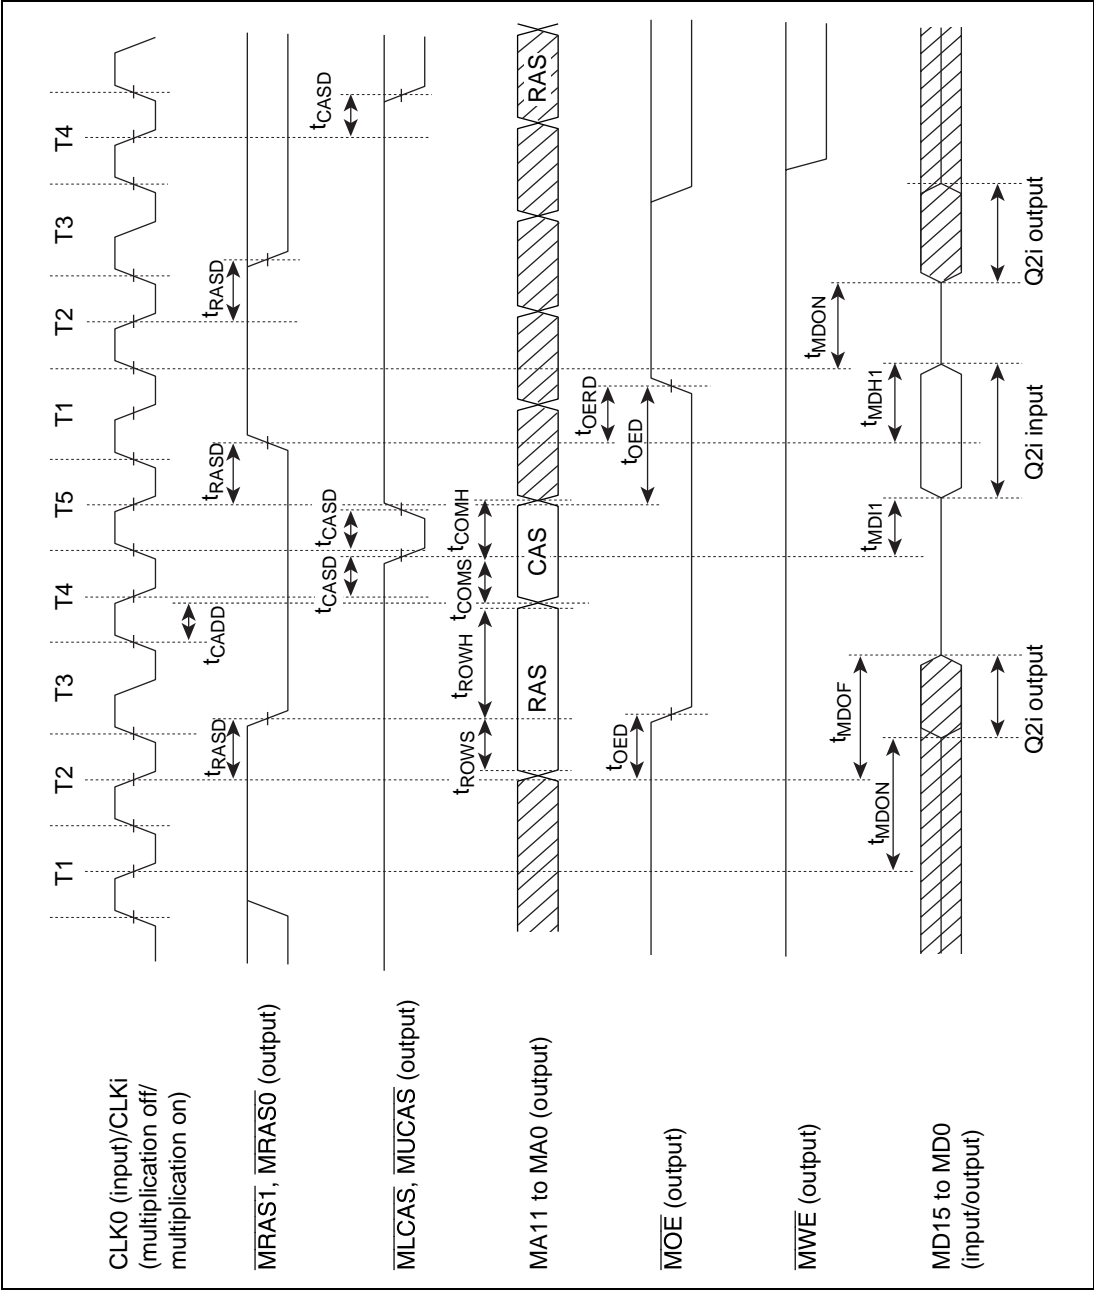 T1 T2 T3 T4 T5 T1 T2 T3 T4
CLK0 (input)/CLKi
(multiplication off/
multiplication on)
tCADD
MRAS1, MRAS0 (output)
tRASD tRASD tRASD
MLCAS, MUCAS (output)
tCASD tCASD tCASD
tROWS tROWH tCOMS tCOMH
MA11 to MA0 (output)
RAS CAS RAS
MOE (output)
tOED tOED tOERD
MWE (output)
tMDOF tMDON
tMDON tMDI1 tMDH1
MD15 to MD0
(input/output)
Q2i output Q2i input Q2i output